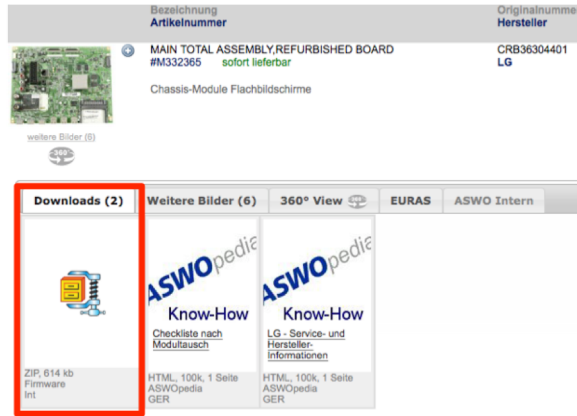 Bezeichnung
Artikelnummer
Originalnumme
Hersteller
MAIN TOTAL ASSEMBLY,REFURBISHED BOARD
CRB36304401
#M332365 sofort lieferbar
LG
Chassis-Module Flachbildschirme
weitere Bilder (6)
360°
Downloads (2)
Weitere Bilder (6)
360° View
EURAS
ASWO Intern
ASWOpedia
Know-How
Checkliste nach
Modultausch
ASWOpedia
Know-How
LG - Service- und
Hersteller-
Informationen
ZIP, 614 kb
Firmware
Int
HTML, 100k, 1 Seite
ASWOpedia
GER
HTML, 100k, 1 Seite
ASWOpedia
GER